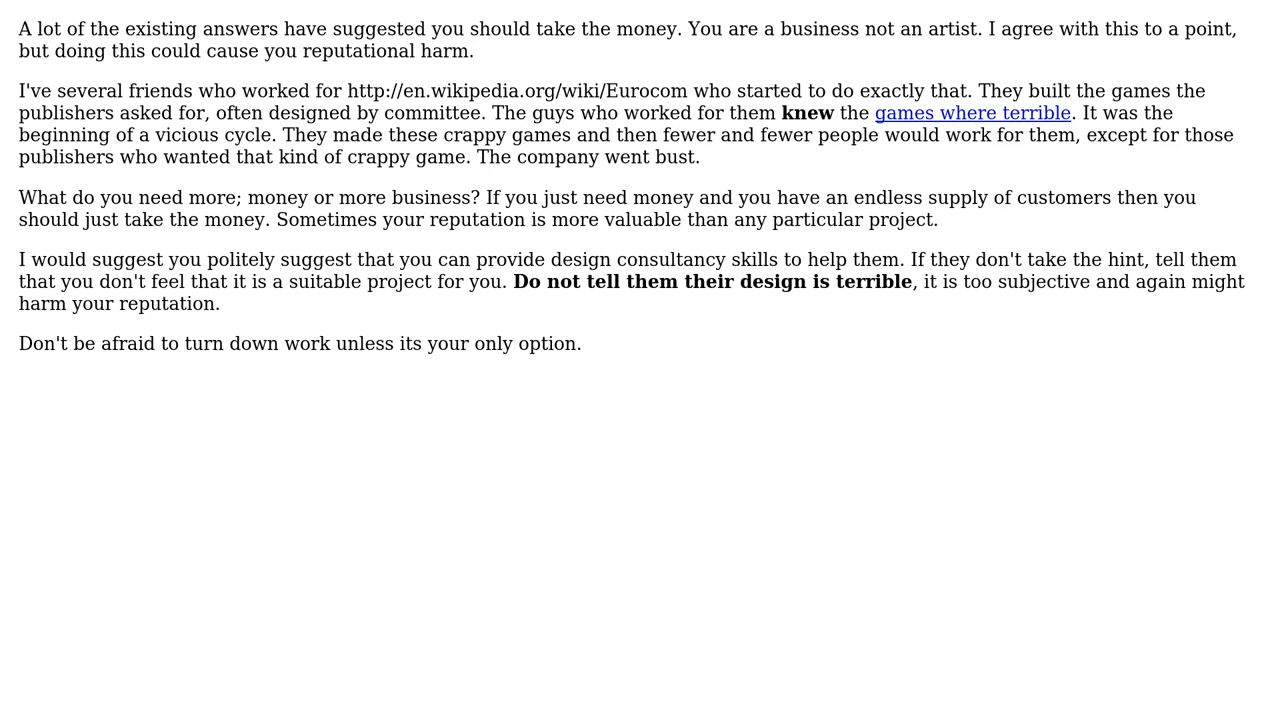 A lot of the existing answers have suggested you should take the money. You are a business not an artist. I agree with this to a point,
but doing this could cause you reputational harm.
I've several friends who worked for http://en.wikipedia.org/wiki/Eurocom who started to do exactly that. They built the games the
publishers asked for, often designed by committee. The guys who worked for them knew the games where terrible. It was the
beginning of a vicious cycle. They made these crappy games and then fewer and fewer people would work for them, except for those
publishers who wanted that kind of crappy game. The company went bust.
What do you need more; money or more business? If you just need money and you have an endless supply of customers then you
should just take the money. Sometimes your reputation is more valuable than any particular project.
I would suggest you politely suggest that you can provide design consultancy skills to help them. If they don't take the hint, tell them
that you don't feel that it is a suitable project for you. Do not tell them their design is terrible, it is too subjective and again might
harm your reputation.
Don't be afraid to turn down work unless its your only option.